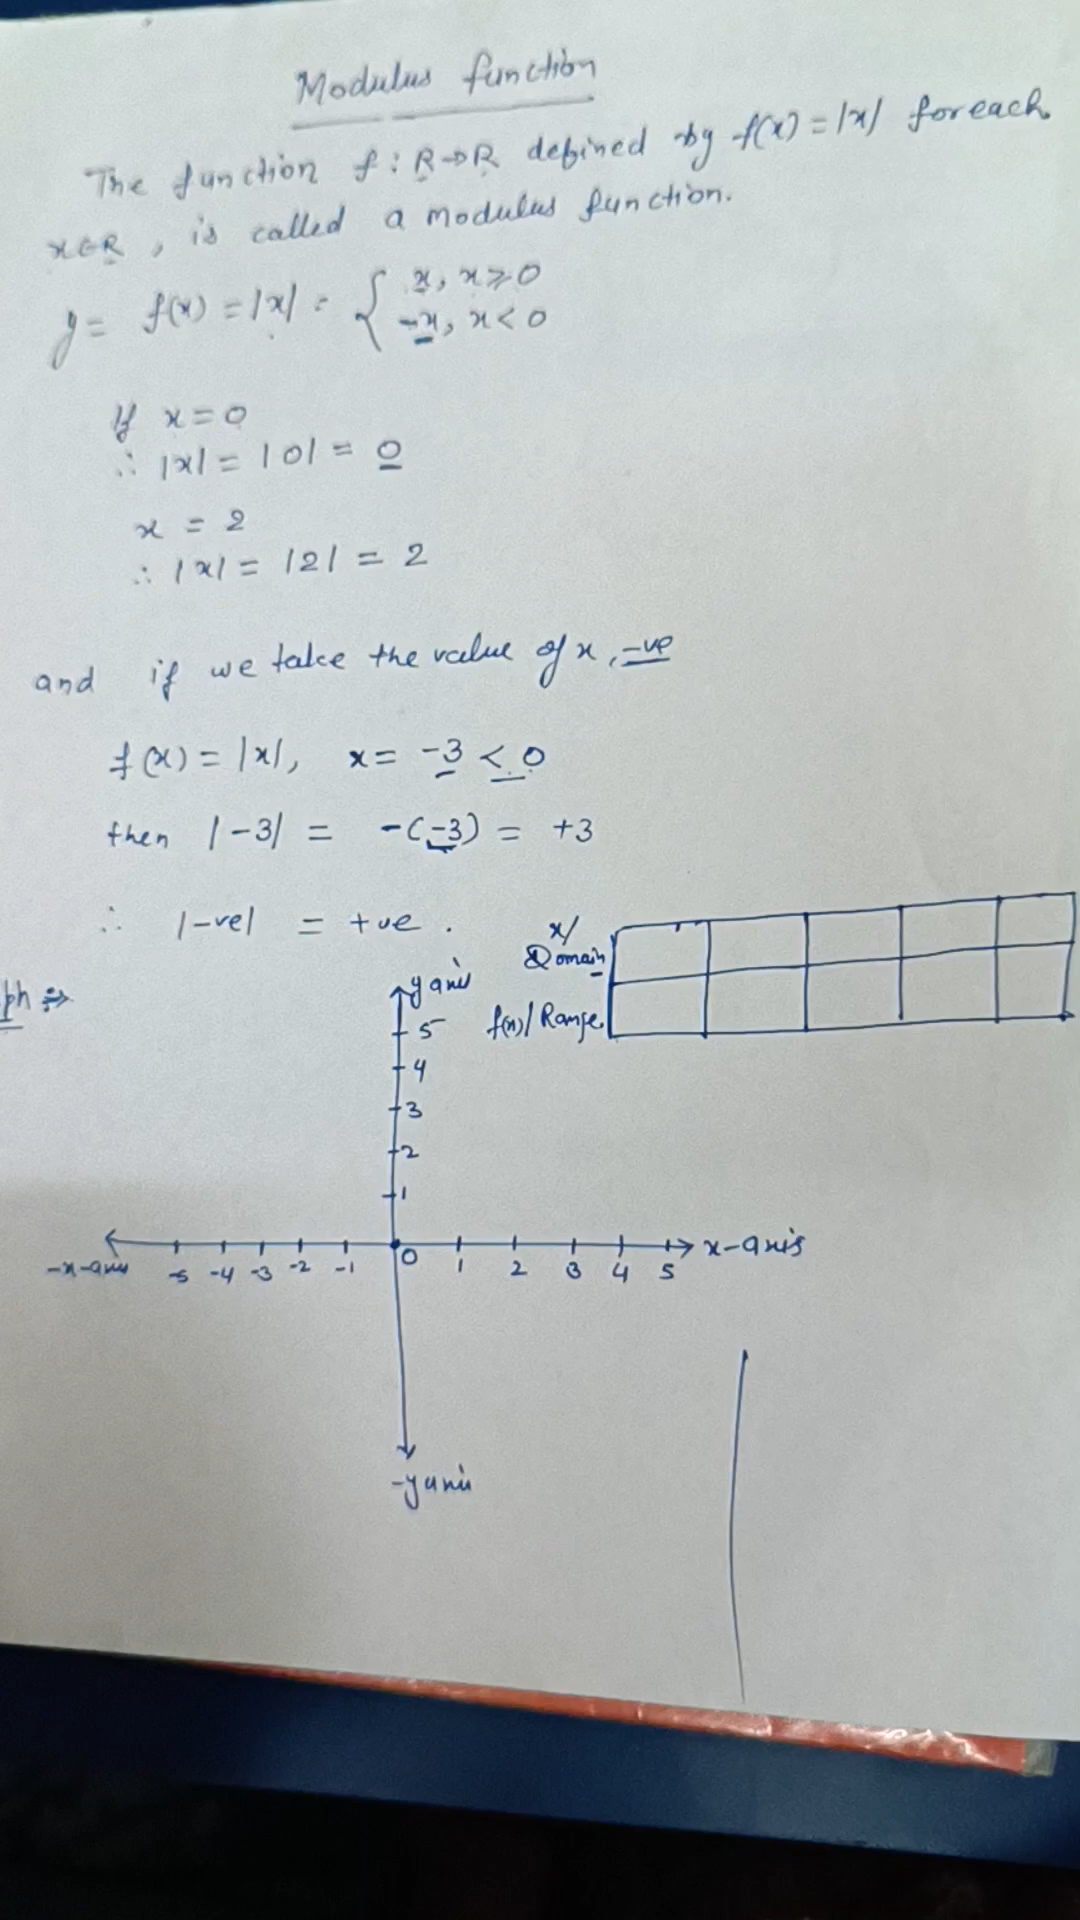 Modulus function
The function f : R→R defined by f(x) = |x| for each
x∈R, is called a modulus function.
y = f(x) = |x| = { x, x ≥ 0
-x, x < 0
If x = 0
∴ |x| = |0| = 0
x = 2
∴ |x| = |2| = 2
and if we take the value of x, -ve
f(x) = |x|, x = -3 < 0
then |-3| = -(-3) = +3
∴ |-ve| = +ve.
x/
Domain
f(x)/Range
ph ⇒
y axis
5
4
3
2
1
-x-axis -5 -4 -3 -2 -1 0 1 2 3 4 5 x-axis
-y axis